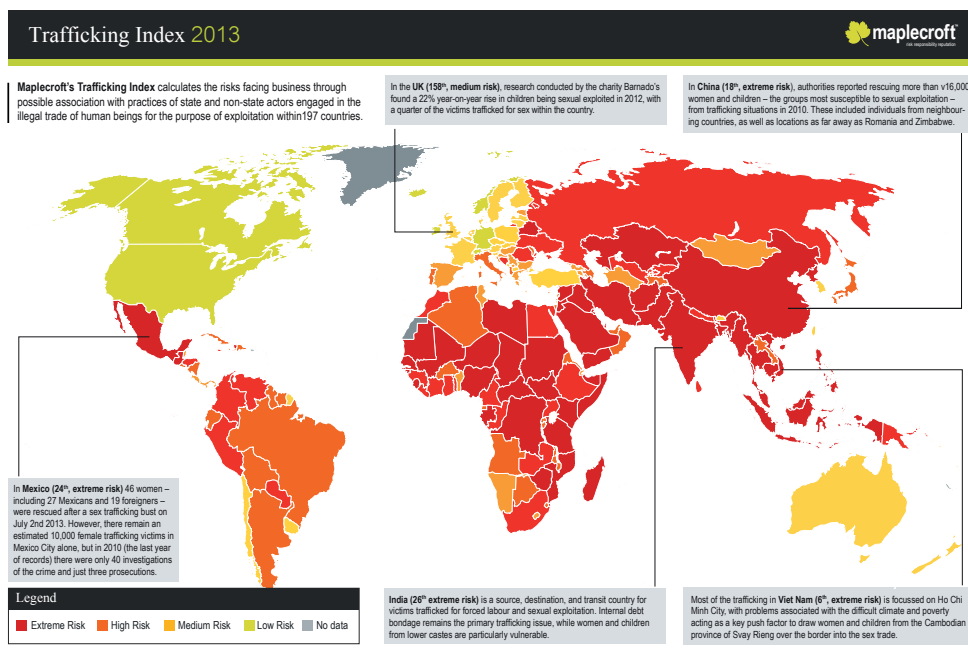 Trafficking Index 2013
maplecroft
risk responsibility reputation
Maplecroft's Trafficking Index calculates the risks facing business through
possible association with practices of state and non-state actors engaged in the
illegal trade of human beings for the purpose of exploitation within197 countries.
In the UK (158th, medium risk), research conducted by the charity Barnado's
found a 22% year-on-year rise in children being sexual exploited in 2012, with
a quarter of the victims trafficked for sex within the country.
In China (18th, extreme risk), authorities reported rescuing more than v16,000
women and children – the groups most susceptible to sexual exploitation –
from trafficking situations in 2010. These included individuals from neighbour-
ing countries, as well as locations as far away as Romania and Zimbabwe.
In Mexico (24th, extreme risk) 46 women –
including 27 Mexicans and 19 foreigners –
were rescued after a sex trafficking bust on
July 2nd 2013. However, there remain an
estimated 10,000 female trafficking victims in
Mexico City alone, but in 2010 (the last year
of records) there were only 40 investigations
of the crime and just three prosecutions.
Legend
Extreme Risk High Risk Medium Risk Low Risk No data
India (26th extreme risk) is a source, destination, and transit country for
victims trafficked for forced labour and sexual exploitation. Internal debt
bondage remains the primary trafficking issue, while women and children
from lower castes are particularly vulnerable.
Most of the trafficking in Viet Nam (6th, extreme risk) is focussed on Ho Chi
Minh City, with problems associated with the difficult climate and poverty
acting as a key push factor to draw women and children from the Cambodian
province of Svay Rieng over the border into the sex trade.